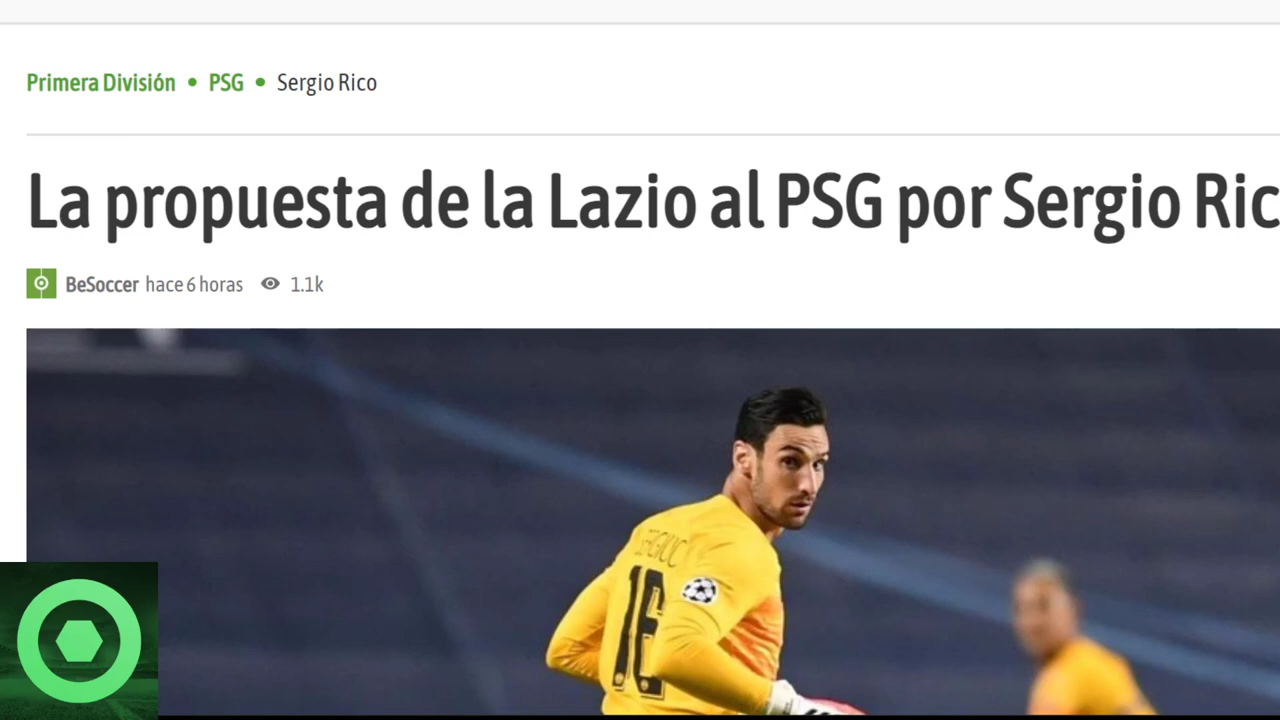 Primera División • PSG • Sergio Rico
La propuesta de la Lazio al PSG por Sergio Ric
BeSoccer hace 6 horas 1.1k
16